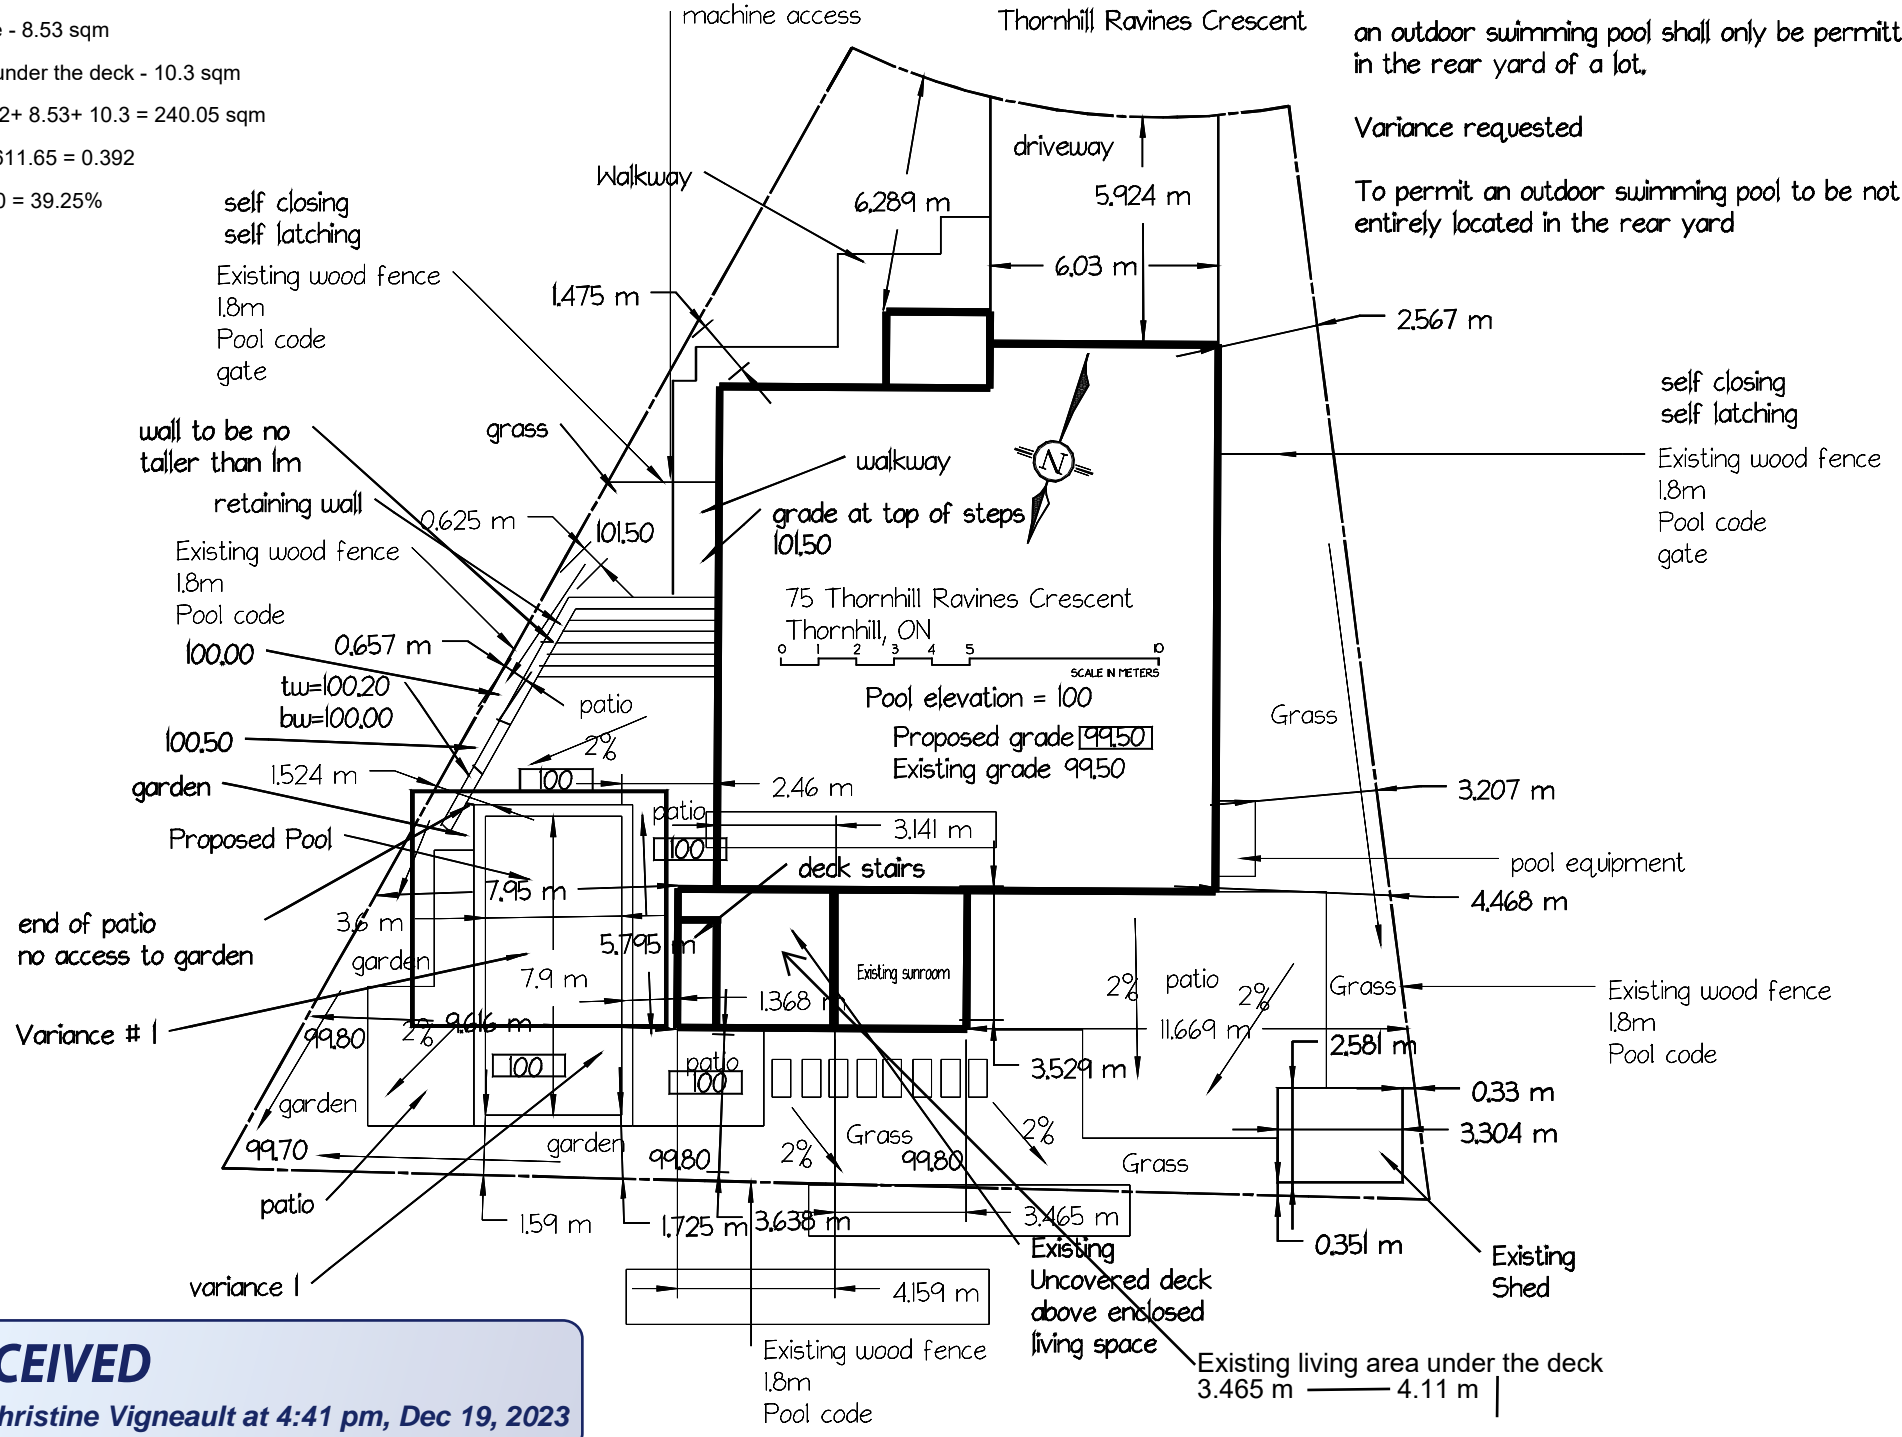 - 8.53 sqm
under the deck - 10.3 sqm
2+ 8.53+ 10.3 = 240.05 sqm
611.65 = 0.392
0 = 39.25%
machine access
Thornhill Ravines Crescent
an outdoor swimming pool shall only be permitt
in the rear yard of a lot.
Variance requested
To permit an outdoor swimming pool to be not
entirely located in the rear yard
driveway
Walkway
6.289 m
5.924 m
6.03 m
self closing
self latching
Existing wood fence
1.8m
Pool code
gate
1.475 m
2.567 m
self closing
self latching
Existing wood fence
1.8m
Pool code
gate
wall to be no
taller than 1m
grass
walkway
N
retaining wall
0.625 m
101.50
grade at top of steps
101.50
Existing wood fence
1.8m
Pool code
75 Thornhill Ravines Crescent
Thornhill, ON
0 1 2 3 4 5 10
SCALE IN METERS
100.00
0.657 m
tw=100.20
bw=100.00
patio
2%
Pool elevation = 100
Proposed grade 99.50
Existing grade 99.50
Grass
100.50
1.524 m
100
2.46 m
garden
3.207 m
patio
3.141 m
Proposed Pool
100
deck stairs
pool equipment
7.95 m
4.468 m
end of patio
no access to garden
3.6 m
5.795 m
garden
7.9 m
Existing sunroom
1.368 m
2%
patio
2%
Grass
Existing wood fence
1.8m
Pool code
Variance # 1
99.80
2%
9.616 m
11.669 m
2.581 m
100
patio
100
3.529 m
0.33 m
garden
3.304 m
99.70
garden
99.80
2%
Grass
99.80
2%
Grass
patio
1.59 m
1.725 m
3.638 m
3.465 m
0.351 m
Existing
Shed
Existing
Uncovered deck
above enclosed
living space
variance 1
4.159 m
Existing wood fence
1.8m
Pool code
Existing living area under the deck
3.465 m 4.11 m
CEIVED
hristine Vigneault at 4:41 pm, Dec 19, 2023